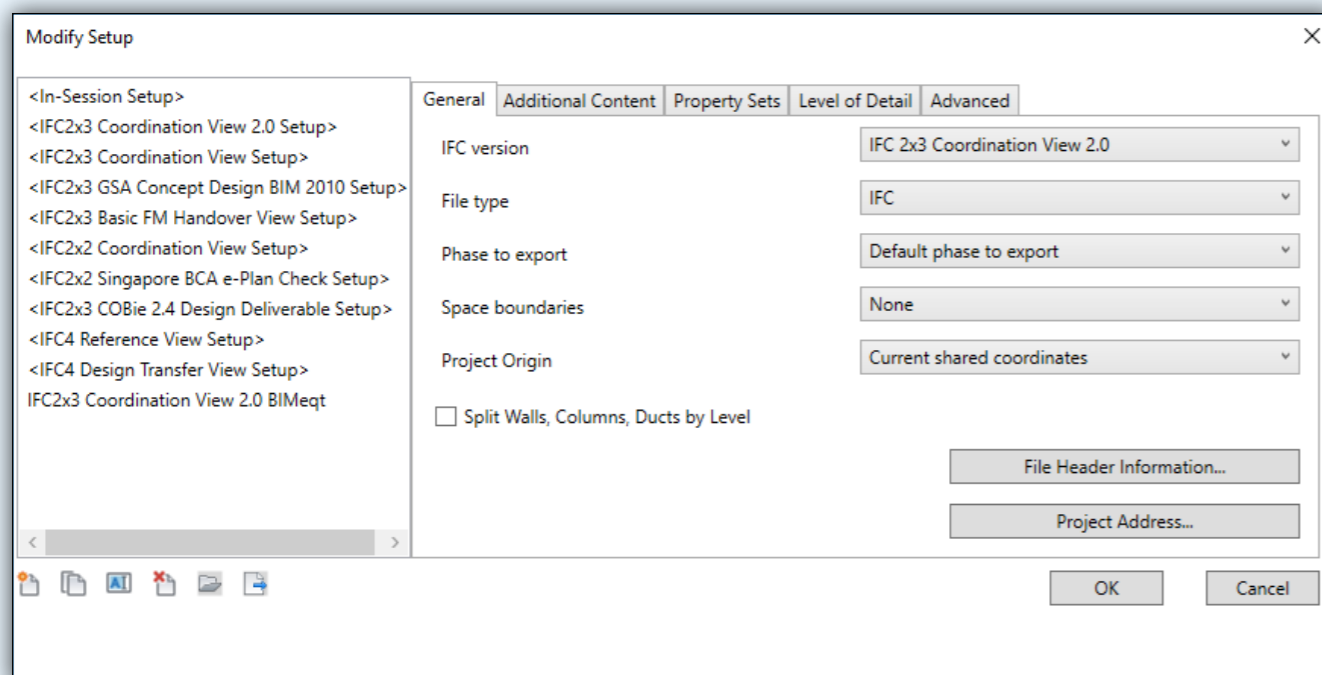 Modify Setup
<In-Session Setup>
<IFC2x3 Coordination View 2.0 Setup>
<IFC2x3 Coordination View Setup>
<IFC2x3 GSA Concept Design BIM 2010 Setup>
<IFC2x3 Basic FM Handover View Setup>
<IFC2x2 Coordination View Setup>
<IFC2x2 Singapore BCA e-Plan Check Setup>
<IFC2x3 COBie 2.4 Design Deliverable Setup>
<IFC4 Reference View Setup>
<IFC4 Design Transfer View Setup>
IFC2x3 Coordination View 2.0 BIMeqt
General Additional Content Property Sets Level of Detail Advanced
IFC version IFC 2x3 Coordination View 2.0
File type IFC
Phase to export Default phase to export
Space boundaries None
Project Origin Current shared coordinates
Split Walls, Columns, Ducts by Level
File Header Information...
Project Address...
OK Cancel